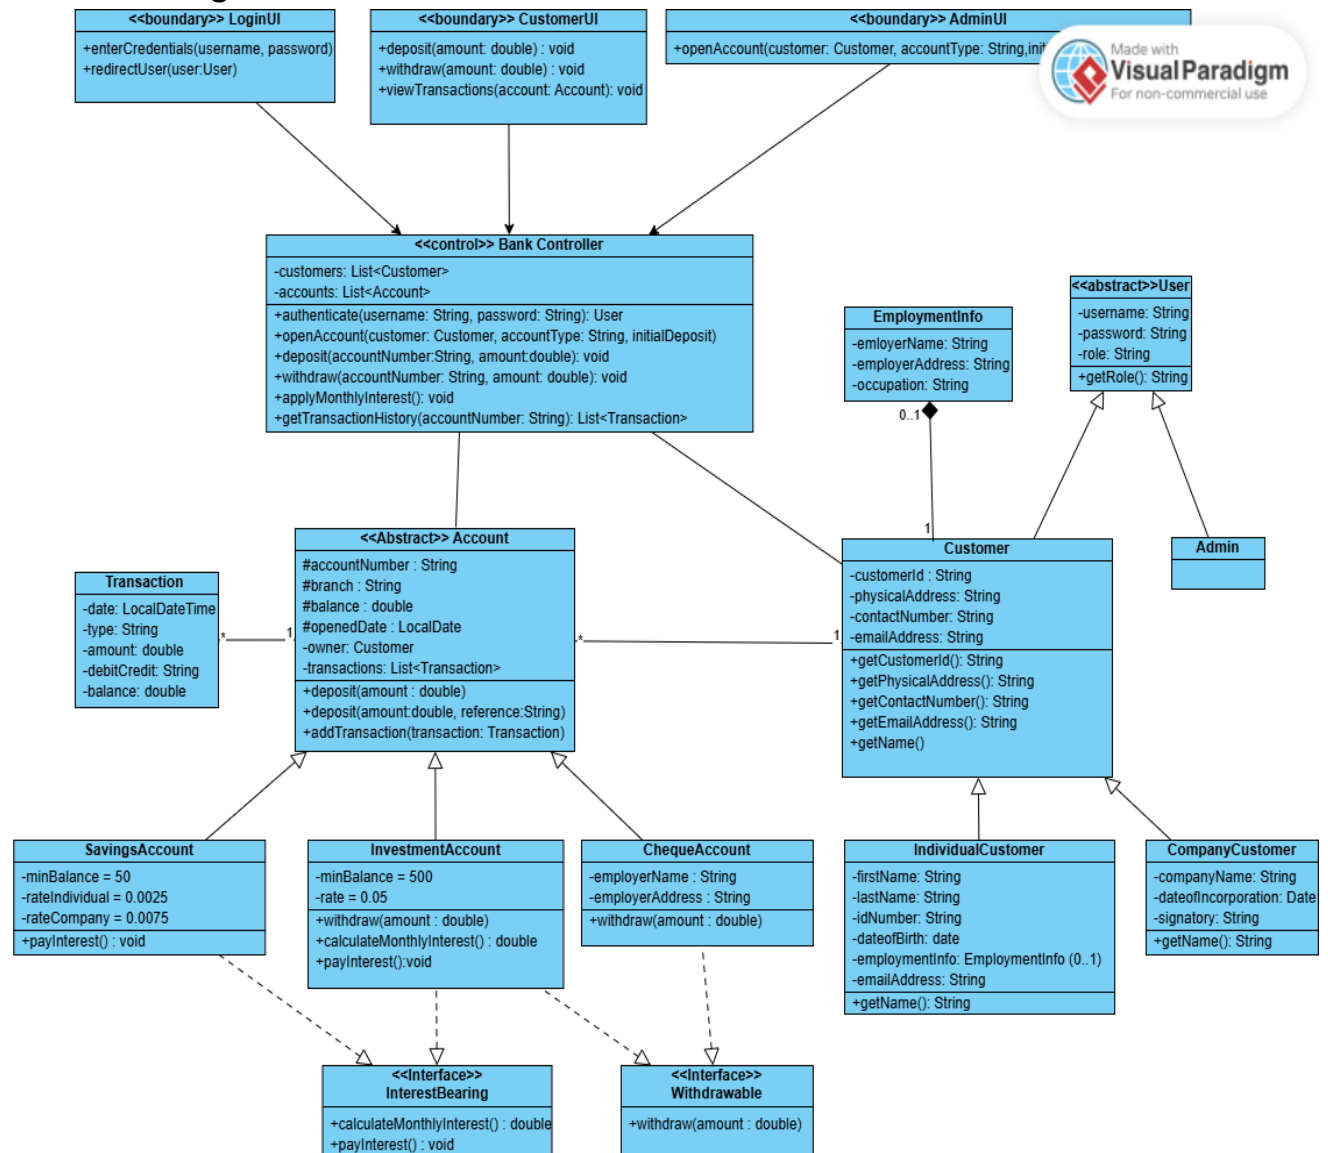 <<boundary>> LoginUI
+enterCredentials(username, password)
+redirectUser(user:User)
<<boundary>> CustomerUI
+deposit(amount: double) : void
+withdraw(amount: double) : void
+viewTransactions(account: Account): void
<<boundary>> AdminUI
+openAccount(customer: Customer, accountType: String,
Made with
Visual Paradigm
For non-commercial use
<<control>> Bank Controller
-customers: List<Customer>
-accounts: List<Account>
+authenticate(username: String, password: String): User
+openAccount(customer: Customer, accountType: String, initialDeposit)
+deposit(accountNumber:String, amount:double): void
+withdraw(accountNumber: String, amount: double): void
+applyMonthlyInterest(): void
+getTransactionHistory(accountNumber: String): List<Transaction>
EmploymentInfo
-emloyerName: String
-employerAddress: String
-occupation: String
0..1
1
<<abstract>>User
-username: String
-password: String
-role: String
+getRole(): String
Admin
Transaction
-date: LocalDateTime
-type: String
-amount: double
-debitCredit: String
-balance: double
*
1
<<Abstract>> Account
#accountNumber : String
#branch : String
#balance : double
#openedDate : LocalDate
-owner: Customer
-transactions: List<Transaction>
+deposit(amount : double)
+deposit(amount:double, reference:String)
+addTransaction(transaction: Transaction)
*
1
Customer
-customerId : String
-physicalAddress: String
-contactNumber: String
-emailAddress: String
+getCustomerId(): String
+getPhysicalAddress(): String
+getContactNumber(): String
+getEmailAddress(): String
+getName()
SavingsAccount
-minBalance = 50
-rateIndividual = 0.0025
-rateCompany = 0.0075
+payInterest() : void
InvestmentAccount
-minBalance = 500
-rate = 0.05
+withdraw(amount : double)
+calculateMonthlyInterest() : double
+payInterest():void
ChequeAccount
-employerName : String
-employerAddress : String
+withdraw(amount : double)
IndividualCustomer
-firstName: String
-lastName: String
-idNumber: String
-dateofBirth: date
-employmentInfo: EmploymentInfo (0..1)
-emailAddress: String
+getName(): String
CompanyCustomer
-companyName: String
-dateofIncorporation: Date
-signatory: String
+getName(): String
<<Interface>>
InterestBearing
+calculateMonthlyInterest() : double
+payInterest() : void
<<Interface>>
Withdrawable
+withdraw(amount : double)